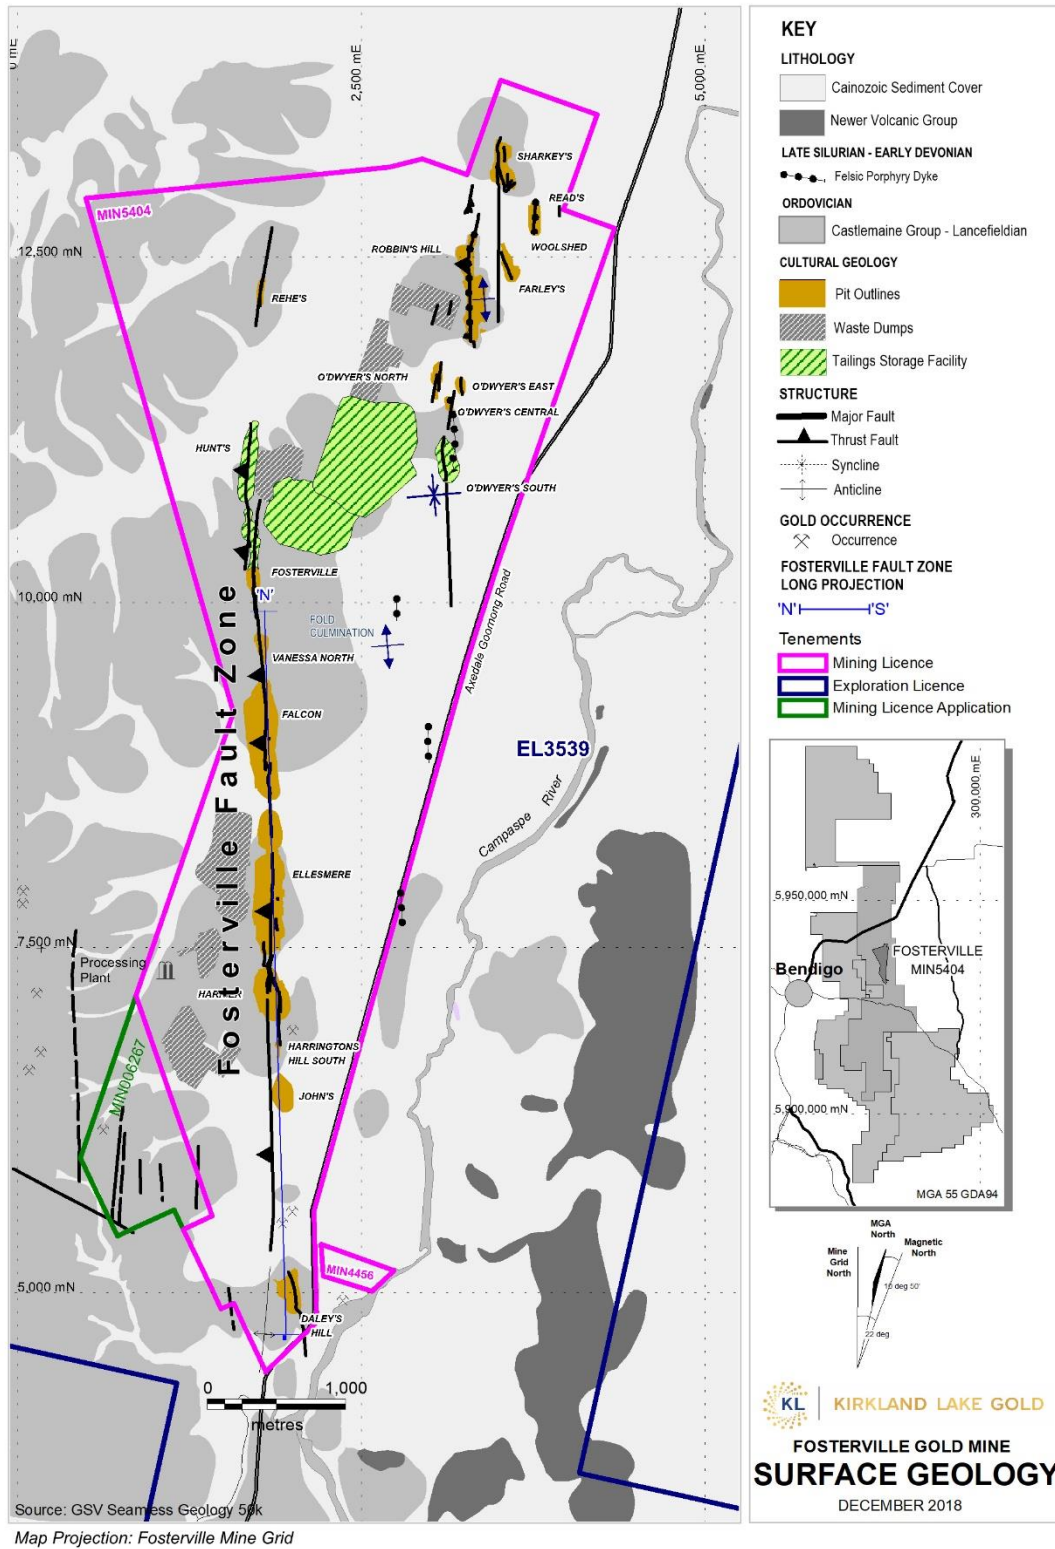 0 mE
2,500 mE
5,000 mE
SHARKEY'S
READ'S
MIN5404
12,500 mN
ROBBIN'S HILL
WOOLSHED
FARLEY'S
REHE'S
O'DWYER'S NORTH
O'DWYER'S EAST
O'DWYER'S CENTRAL
HUNT'S
O'DWYER'S SOUTH
FOSTERVILLE
10,000 mN
'N'
FOLD
CULMINATION
VANESSA NORTH
Axedale Goornong Road
FALCON
EL3539
Fosterville Fault Zone
Campaspe River
ELLESMERE
7,500 mN
Processing
Plant
HARRINGTONS
HILL SOUTH
MIN006267
JOHN'S
MIN4456
5,000 mN
DALEY'S
HILL
0 1,000
metres
Source: GSV Seamless Geology 50k
Map Projection: Fosterville Mine Grid
KEY
LITHOLOGY
Cainozoic Sediment Cover
Newer Volcanic Group
LATE SILURIAN - EARLY DEVONIAN
Felsic Porphyry Dyke
ORDOVICIAN
Castlemaine Group - Lancefieldian
CULTURAL GEOLOGY
Pit Outlines
Waste Dumps
Tailings Storage Facility
STRUCTURE
Major Fault
Thrust Fault
Syncline
Anticline
GOLD OCCURRENCE
Occurrence
FOSTERVILLE FAULT ZONE
LONG PROJECTION
'N' 'S'
Tenements
Mining Licence
Exploration Licence
Mining Licence Application
300,000 mE
5,950,000 mN
FOSTERVILLE
MIN5404
Bendigo
5,900,000 mN
MGA 55 GDA94
MGA
North
Mine
Grid
North
Magnetic
North
22 deg
KL
KIRKLAND LAKE GOLD
FOSTERVILLE GOLD MINE
SURFACE GEOLOGY
DECEMBER 2018